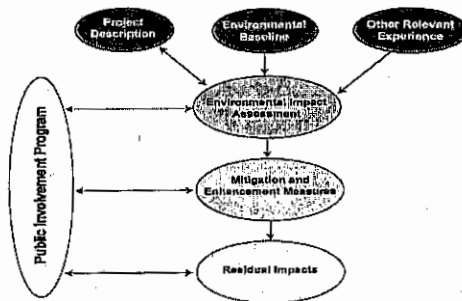 Project
Description
Environmental
Baseline
Other Relevant
Experience
Environmental Impact
Assessment
Public Involvement Program
Mitigation and
Enhancement Measures
Residual Impacts